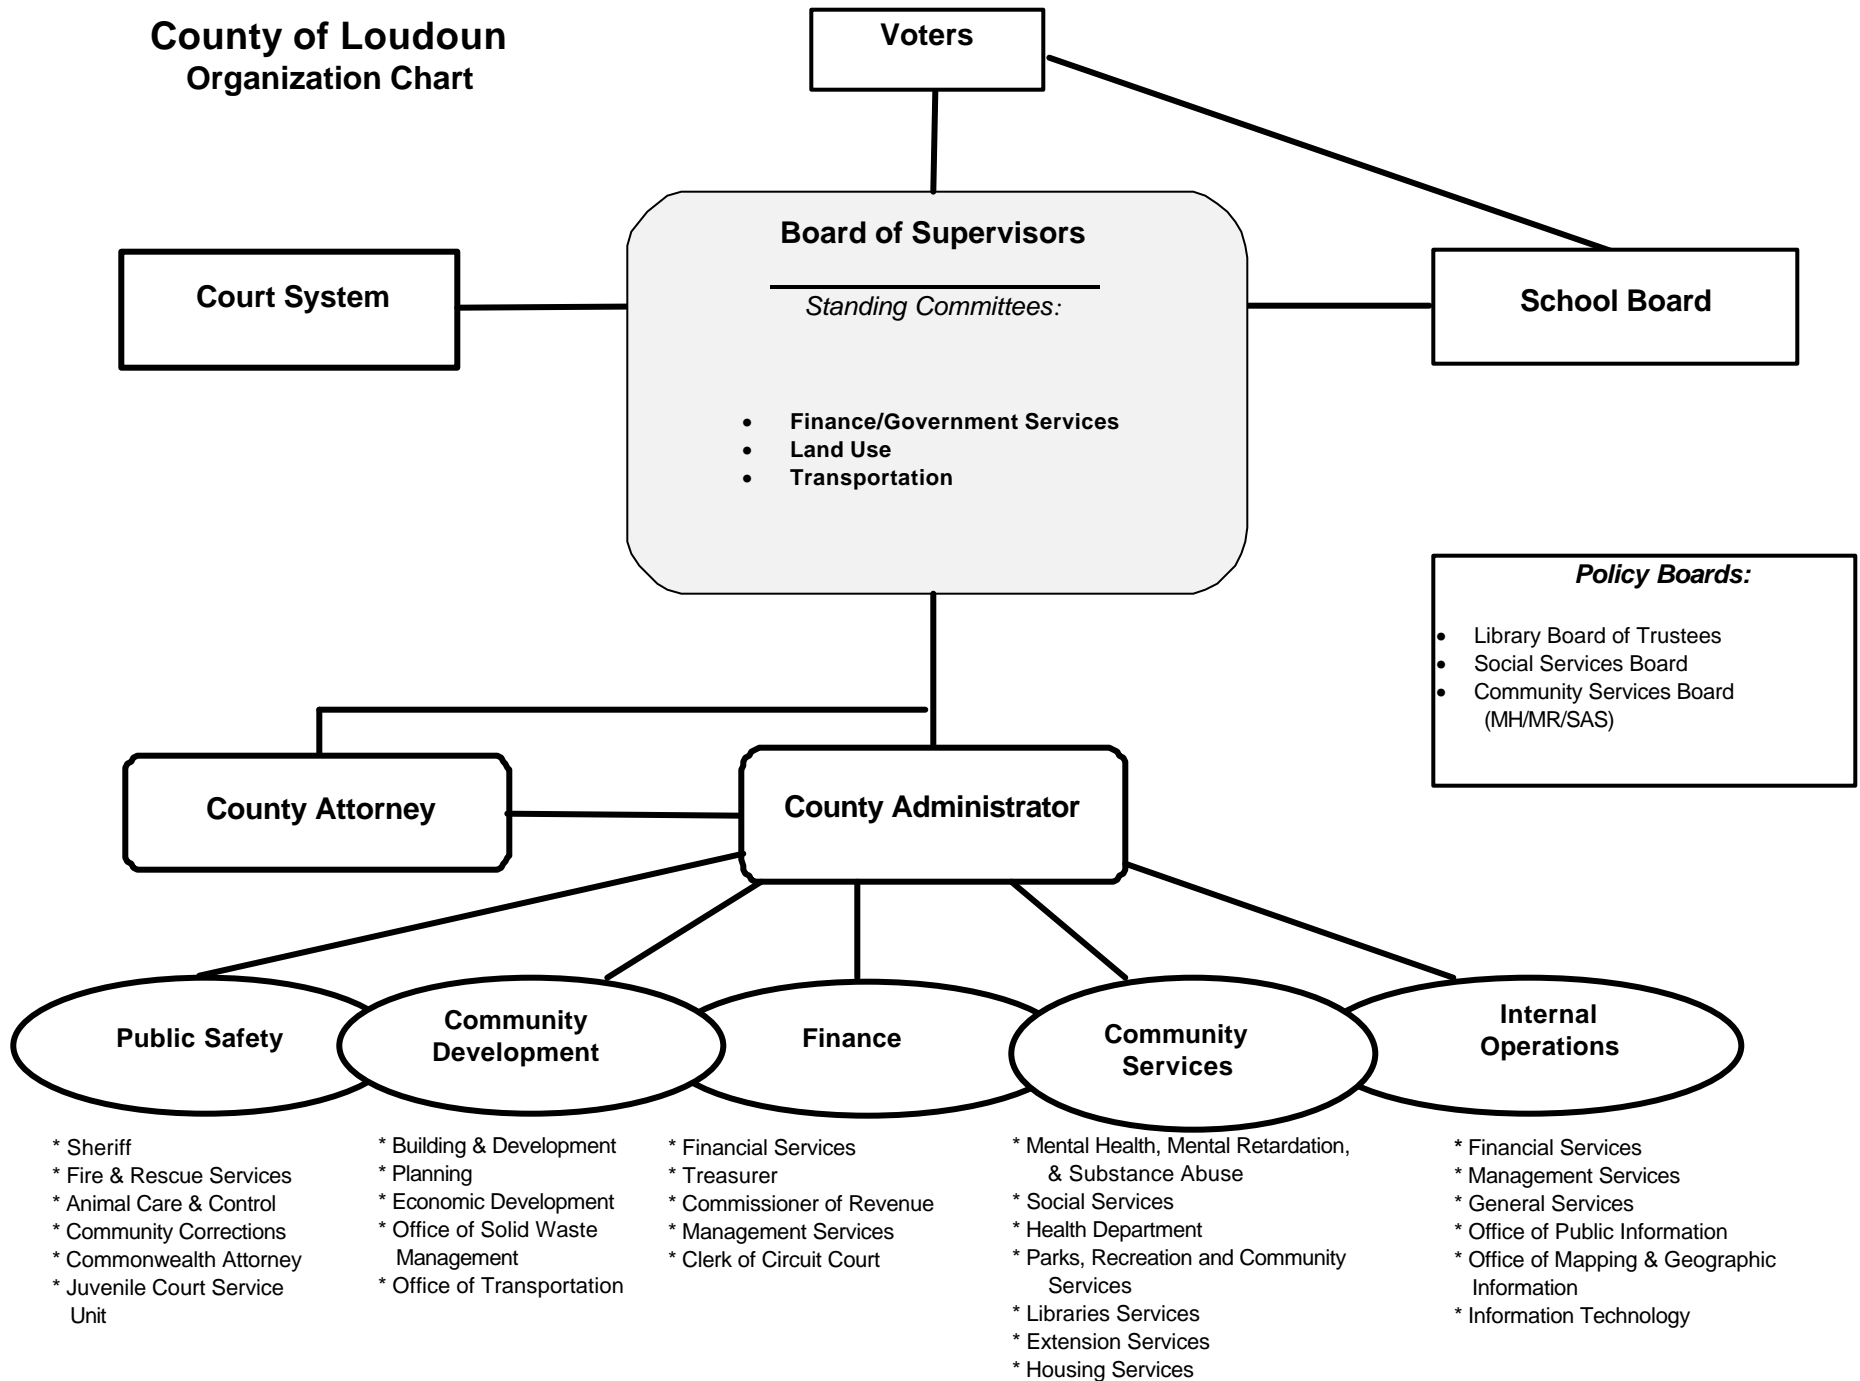 County of Loudoun
Organization Chart
Voters
Board of Supervisors
Standing Committees:
• Finance/Government Services
• Land Use
• Transportation
Court System
School Board
Policy Boards:
• Library Board of Trustees
• Social Services Board
• Community Services Board
(MH/MR/SAS)
County Attorney
County Administrator
Public Safety
* Sheriff
* Fire & Rescue Services
* Animal Care & Control
* Community Corrections
* Commonwealth Attorney
* Juvenile Court Service
Unit
Community
Development
* Building & Development
* Planning
* Economic Development
* Office of Solid Waste
Management
* Office of Transportation
Finance
* Financial Services
* Treasurer
* Commissioner of Revenue
* Management Services
* Clerk of Circuit Court
Community
Services
* Mental Health, Mental Retardation,
& Substance Abuse
* Social Services
* Health Department
* Parks, Recreation and Community
Services
* Libraries Services
* Extension Services
* Housing Services
Internal
Operations
* Financial Services
* Management Services
* General Services
* Office of Public Information
* Office of Mapping & Geographic
Information
* Information Technology